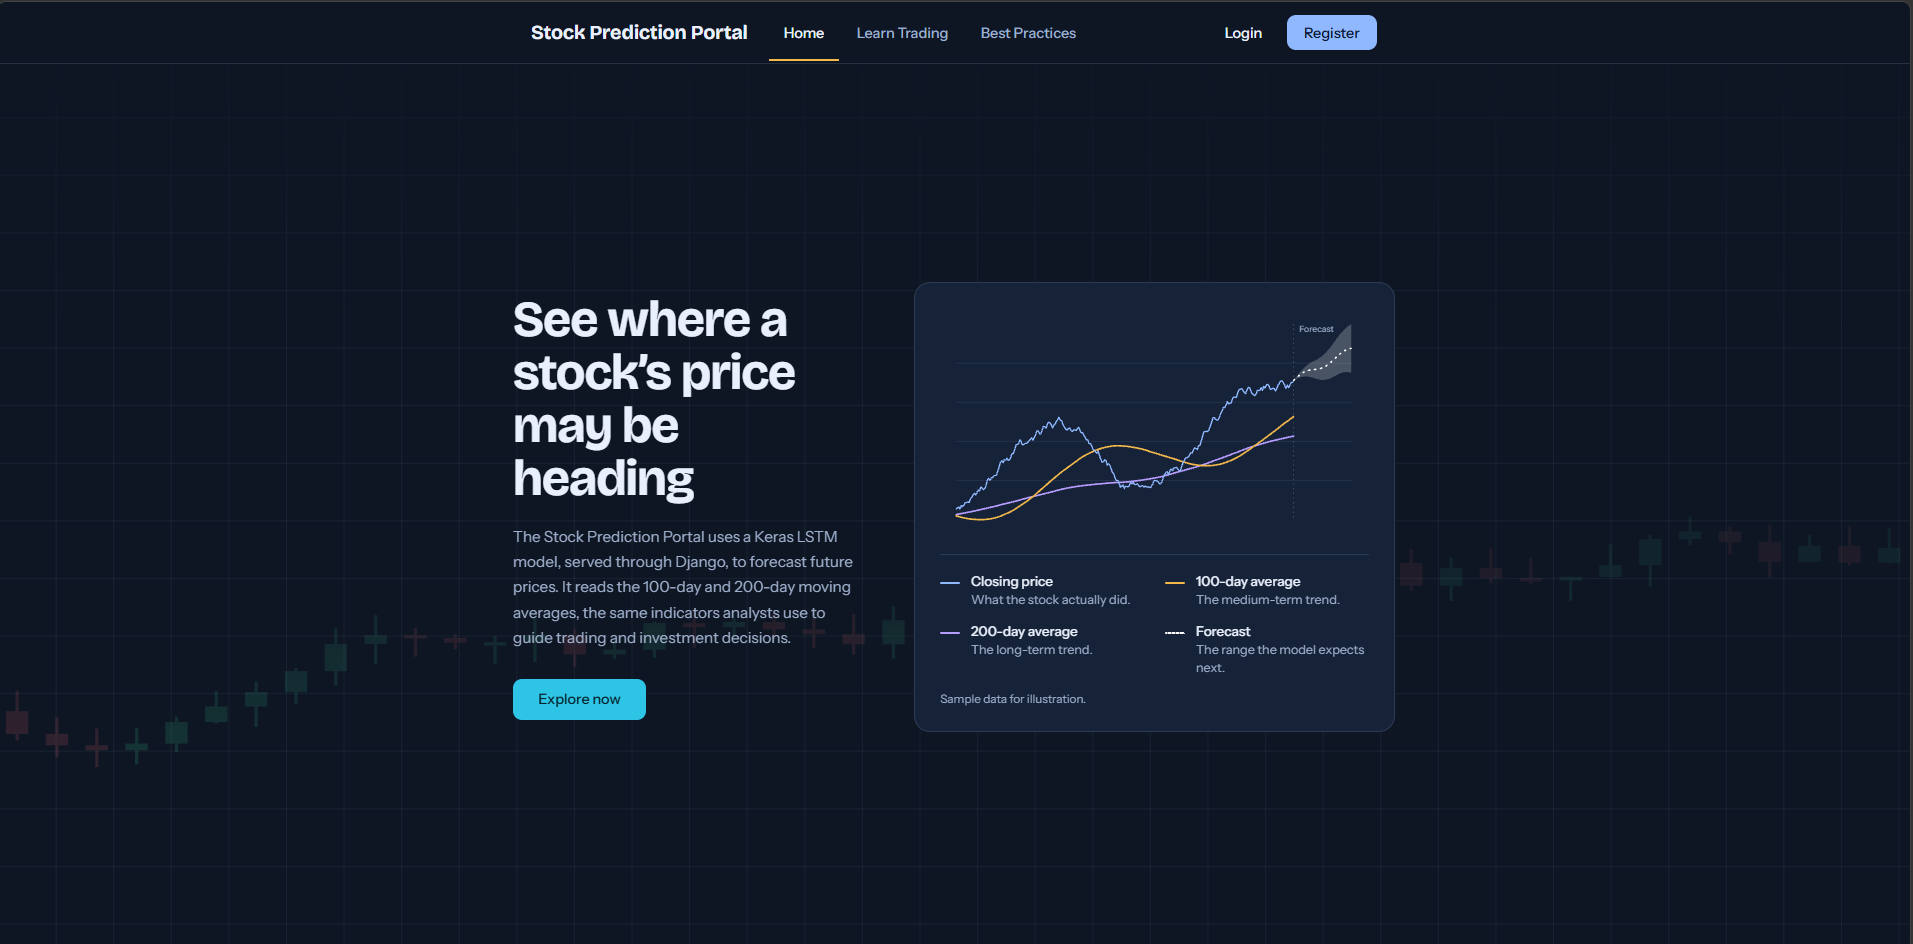 Stock Prediction Portal
Home
Learn Trading
Best Practices
Login
Register
See where a
stock’s price
may be
heading
The Stock Prediction Portal uses a Keras LSTM
model, served through Django, to forecast future
prices. It reads the 100-day and 200-day moving
averages, the same indicators analysts use to
guide trading and investment decisions.
Explore now
Forecast
Closing price
What the stock actually did.
100-day average
The medium-term trend.
200-day average
The long-term trend.
Forecast
The range the model expects
next.
Sample data for illustration.